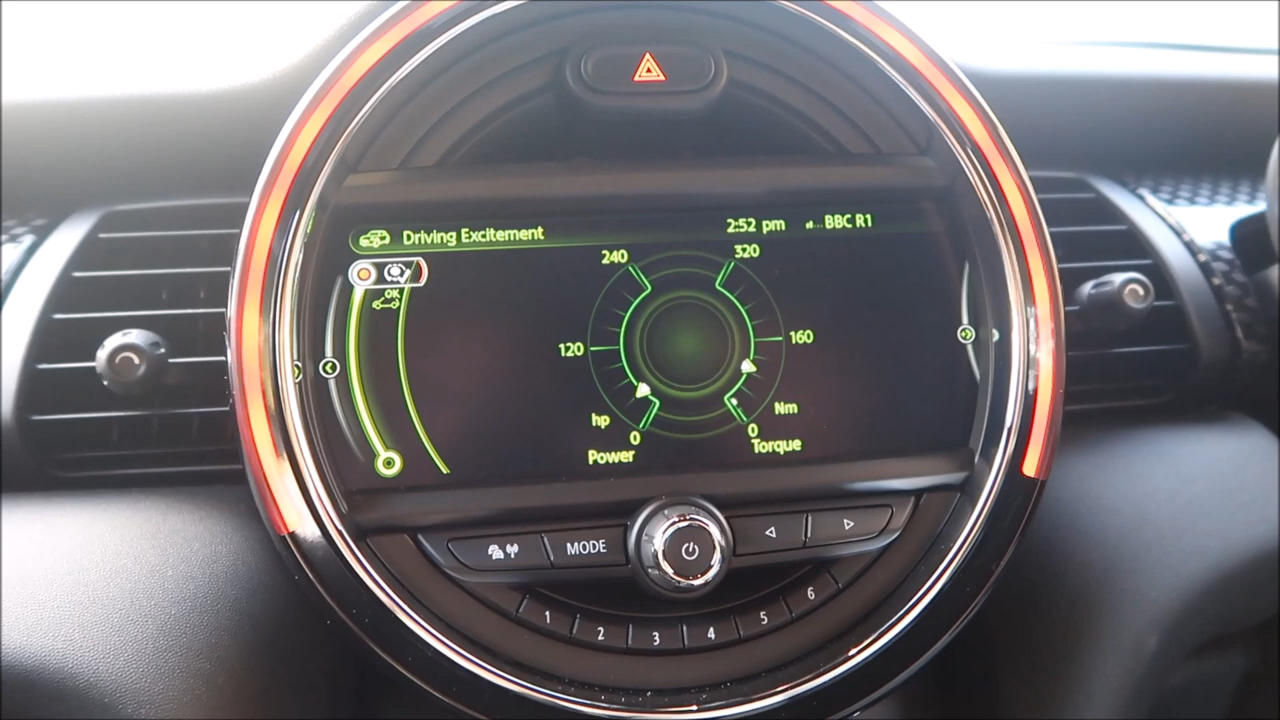 Driving Excitement 2:52 pm BBC R1
OK
240
320
120
160
hp
Nm
0
0
Power
Torque
MODE
1 2 3 4 5 6